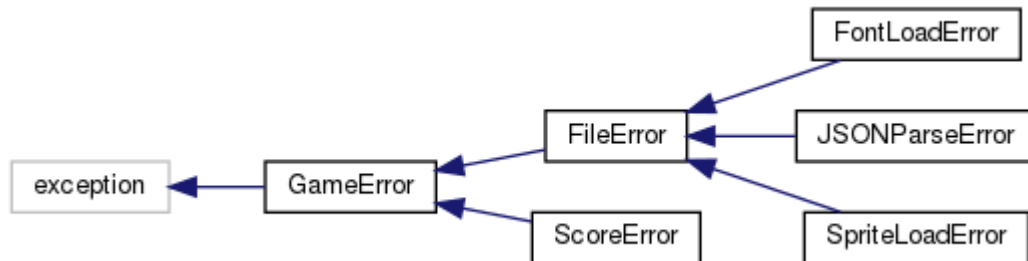 FontLoadError
FileError
JSONParseError
exception
GameError
ScoreError
SpriteLoadError